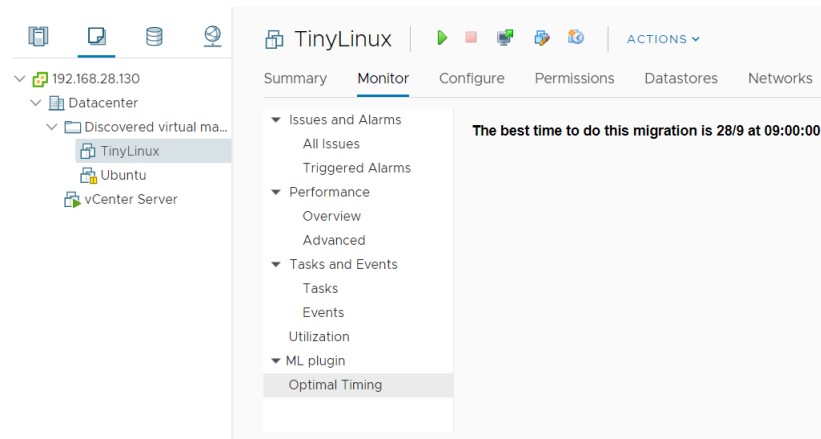 TinyLinux
ACTIONS
192.168.28.130
Datacenter
Discovered virtual ma...
TinyLinux
Ubuntu
vCenter Server
Summary Monitor Configure Permissions Datastores Networks
Issues and Alarms
All Issues
Triggered Alarms
Performance
Overview
Advanced
Tasks and Events
Tasks
Events
Utilization
ML plugin
Optimal Timing
The best time to do this migration is 28/9 at 09:00:00